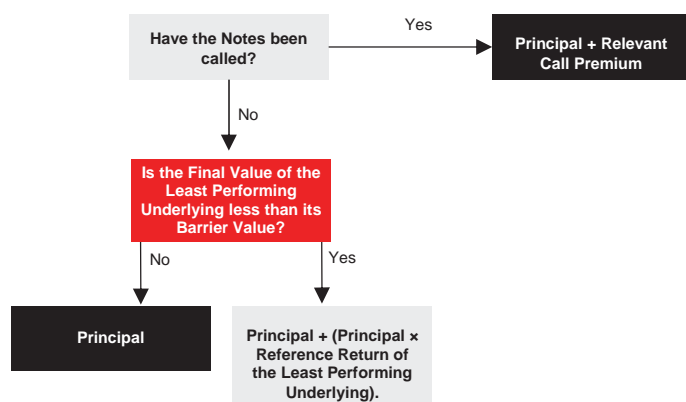 Have the Notes been
called?
Yes
Principal + Relevant
Call Premium
No
Is the Final Value of the
Least Performing
Underlying less than its
Barrier Value?
No
Yes
Principal
Principal + (Principal ×
Reference Return of
the Least Performing
Underlying).